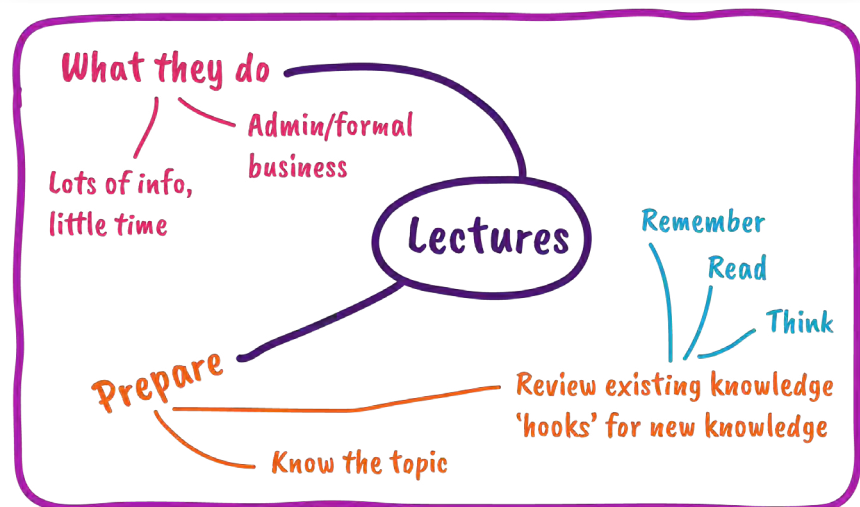 What they do
Admin/formal
business
Lots of info,
little time
Lectures
Remember
Read
Think
Prepare
Review existing knowledge
‘hooks’ for new knowledge
Know the topic